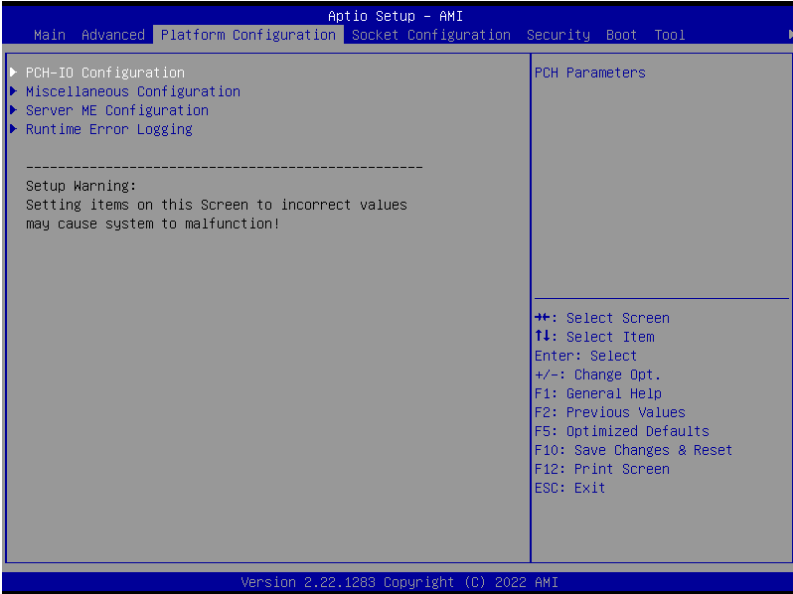 Aptio Setup - AMI
Main Advanced Platform Configuration Socket Configuration Security Boot Tool
PCH-IO Configuration
Miscellaneous Configuration
Server ME Configuration
Runtime Error Logging
--------------------------------------------------
Setup Warning:
Setting items on this Screen to incorrect values
may cause system to malfunction!
PCH Parameters
→←: Select Screen
↑↓: Select Item
Enter: Select
+/-: Change Opt.
F1: General Help
F2: Previous Values
F5: Optimized Defaults
F10: Save Changes & Reset
F12: Print Screen
ESC: Exit
Version 2.22.1283 Copyright (C) 2022 AMI